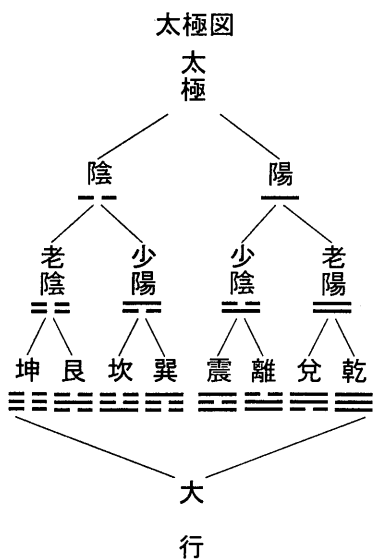 太極図
太極
陰 陽
老陰 少陽 少陰 老陽
坤 艮 坎 巽 震 離 兌 乾
大
行